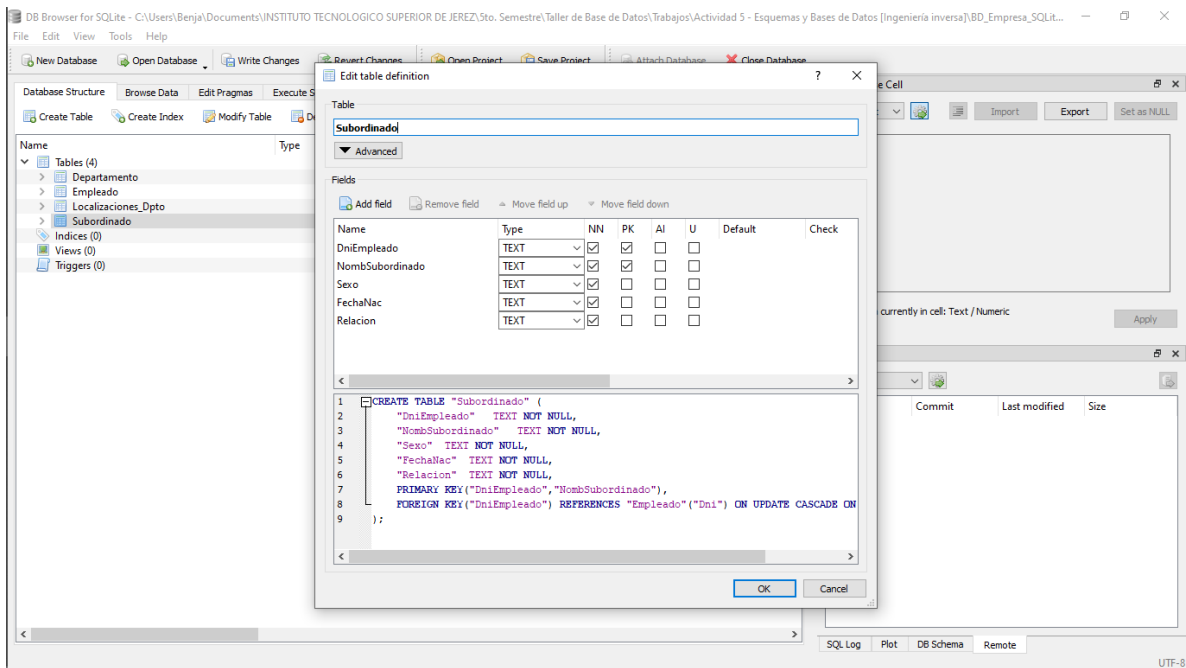 DB Browser for SQLite - C:\Users\Benja\Documents\INSTITUTO TECNOLOGICO SUPERIOR DE JEREZ\5to. Semestre\Taller de Base de Datos\Trabajos\Actividad 5 - Esquemas y Bases de Datos [Ingeniería inversa]\BD_Empresa_SQLit...
File Edit View Tools Help
New Database Open Database Write Changes Revert Changes Open Project Save Project Attach Database Close Database
Database Structure Browse Data Edit Pragmas Execute S
Create Table Create Index Modify Table De
Name Type
Tables (4)
Departamento
Empleado
Localizaciones_Dpto
Subordinado
Indices (0)
Views (0)
Triggers (0)
Edit table definition ?
Table
Subordinado
Advanced
Fields
Add field Remove field Move field up Move field down
Name Type NN PK AI U Default Check
DniEmpleado TEXT
NombSubordinado TEXT
Sexo TEXT
FechaNac TEXT
Relacion TEXT
1 CREATE TABLE "Subordinado" (
2 "DniEmpleado" TEXT NOT NULL,
3 "NombSubordinado" TEXT NOT NULL,
4 "Sexo" TEXT NOT NULL,
5 "FechaNac" TEXT NOT NULL,
6 "Relacion" TEXT NOT NULL,
7 PRIMARY KEY("DniEmpleado","NombSubordinado"),
8 FOREIGN KEY("DniEmpleado") REFERENCES "Empleado"("Dni") ON UPDATE CASCADE ON
9 );
OK Cancel
e Cell
Import Export Set as NULL
currently in cell: Text / Numeric
Apply
Commit Last modified Size
SQL Log Plot DB Schema Remote
UTF-8